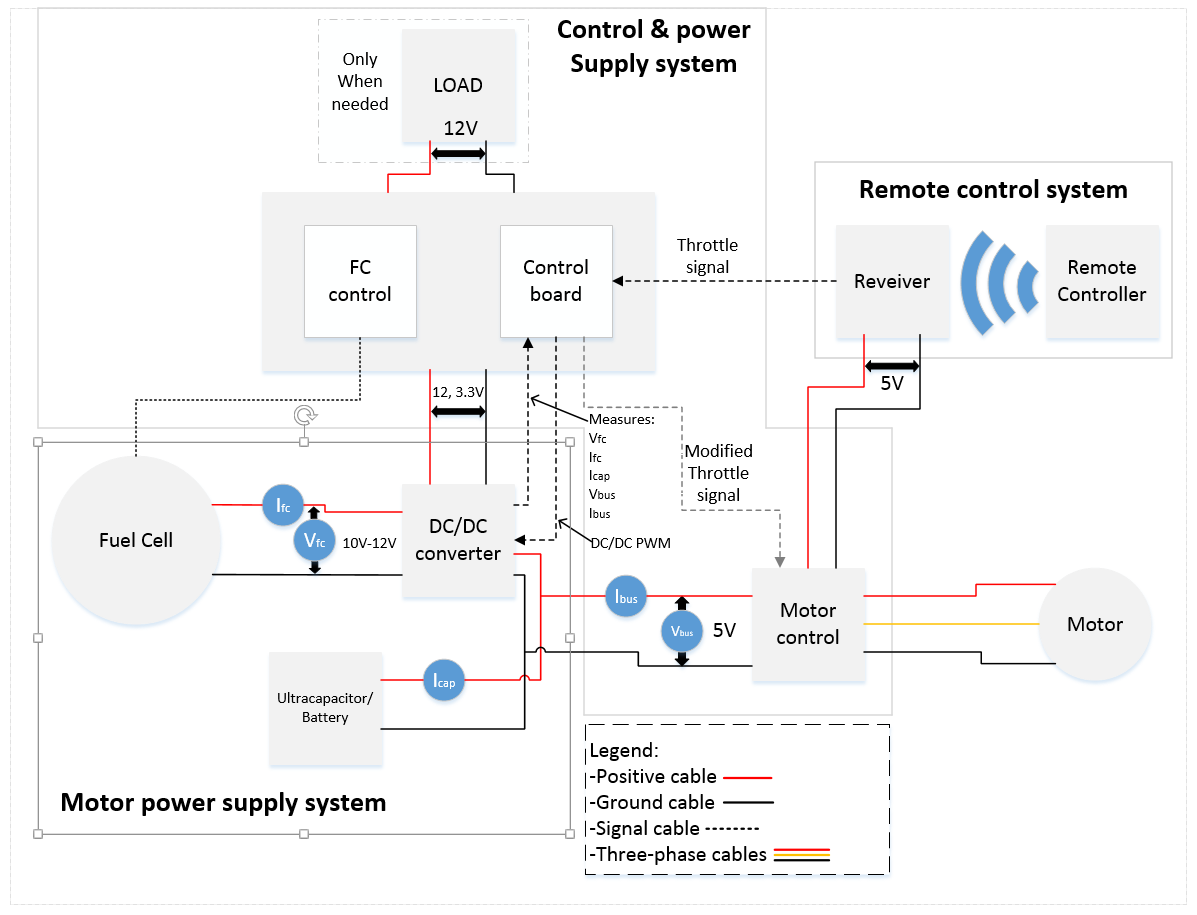 Control & power
Supply system
Only
When
needed
LOAD
12V
Remote control system
FC
control
Control
board
Throttle
signal
Reveiver
Remote
Controller
5V
12, 3.3V
Measures:
Vfc
Ifc
Icap
Vbus
Ibus
Modified
Throttle
signal
Fuel Cell
Ifc
Vfc
10V-12V
DC/DC
converter
DC/DC PWM
Ibus
Vbus
5V
Motor
control
Motor
Icap
Ultracapacitor/
Battery
Motor power supply system
Legend:
-Positive cable
-Ground cable
-Signal cable
-Three-phase cables